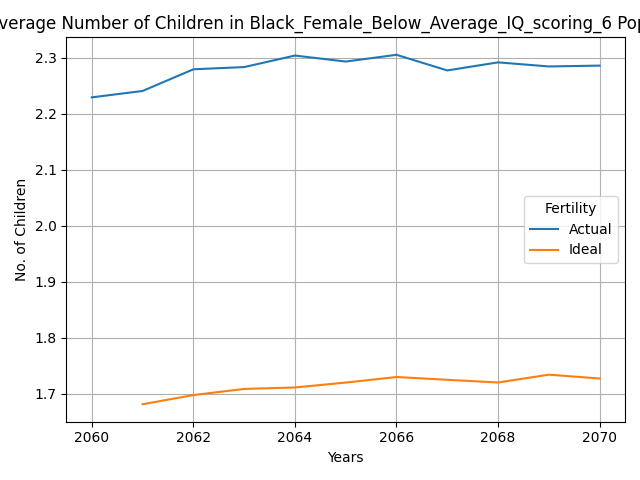 verage Number of Children in Black_Female_Below_Average_IQ_scoring_6 Pop
2.3
2.2
2.1
2.0
1.9
1.8
1.7
No. of Children
Fertility
Actual
Ideal
2060 2062 2064 2066 2068 2070
Years